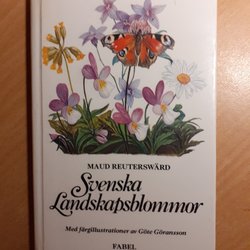 MAUD REUTERSWÄRD
Svenska
Landskapsblommor
Med färgillustrationer av Göte Göransson
FABEL